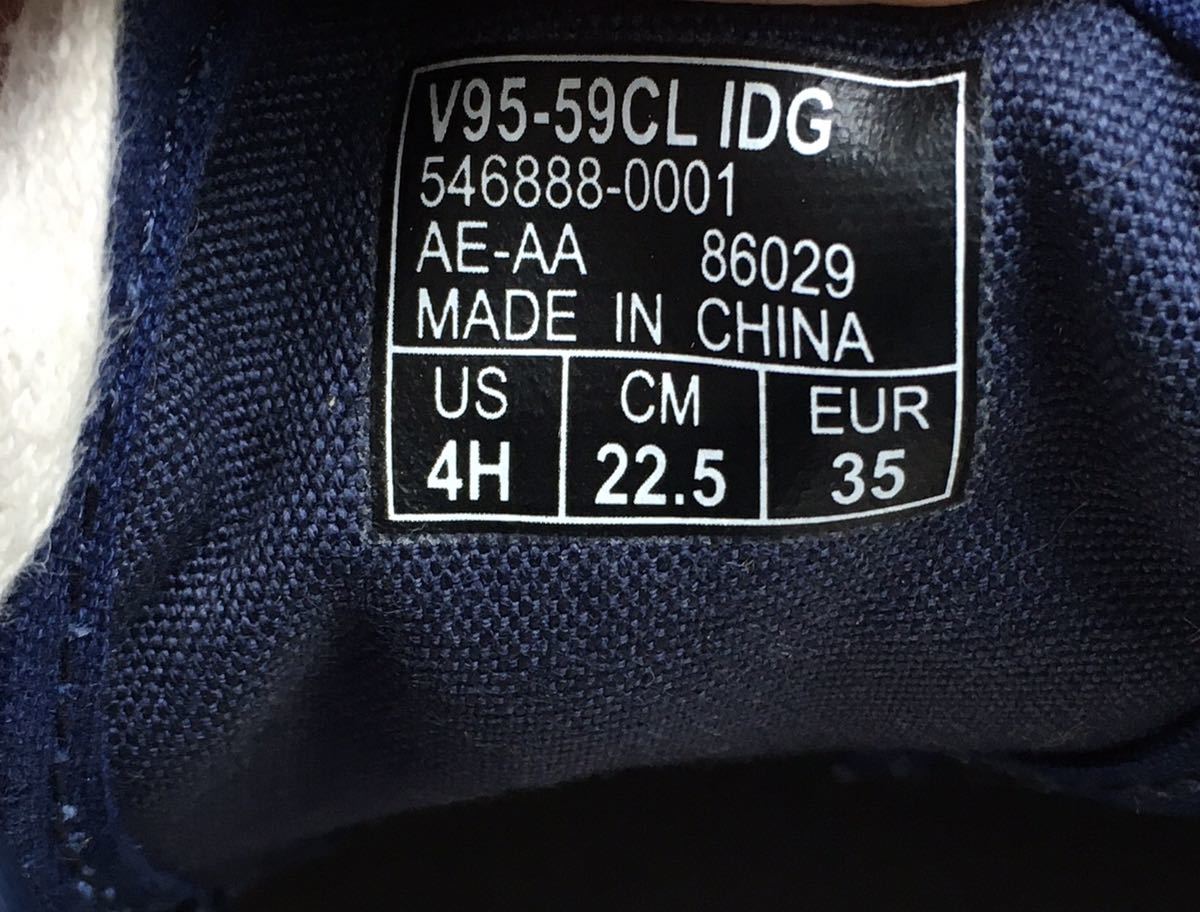 V95-59CL IDG
546888-0001
AE-AA 86029
MADE IN CHINA
US CM EUR
4H 22.5 35